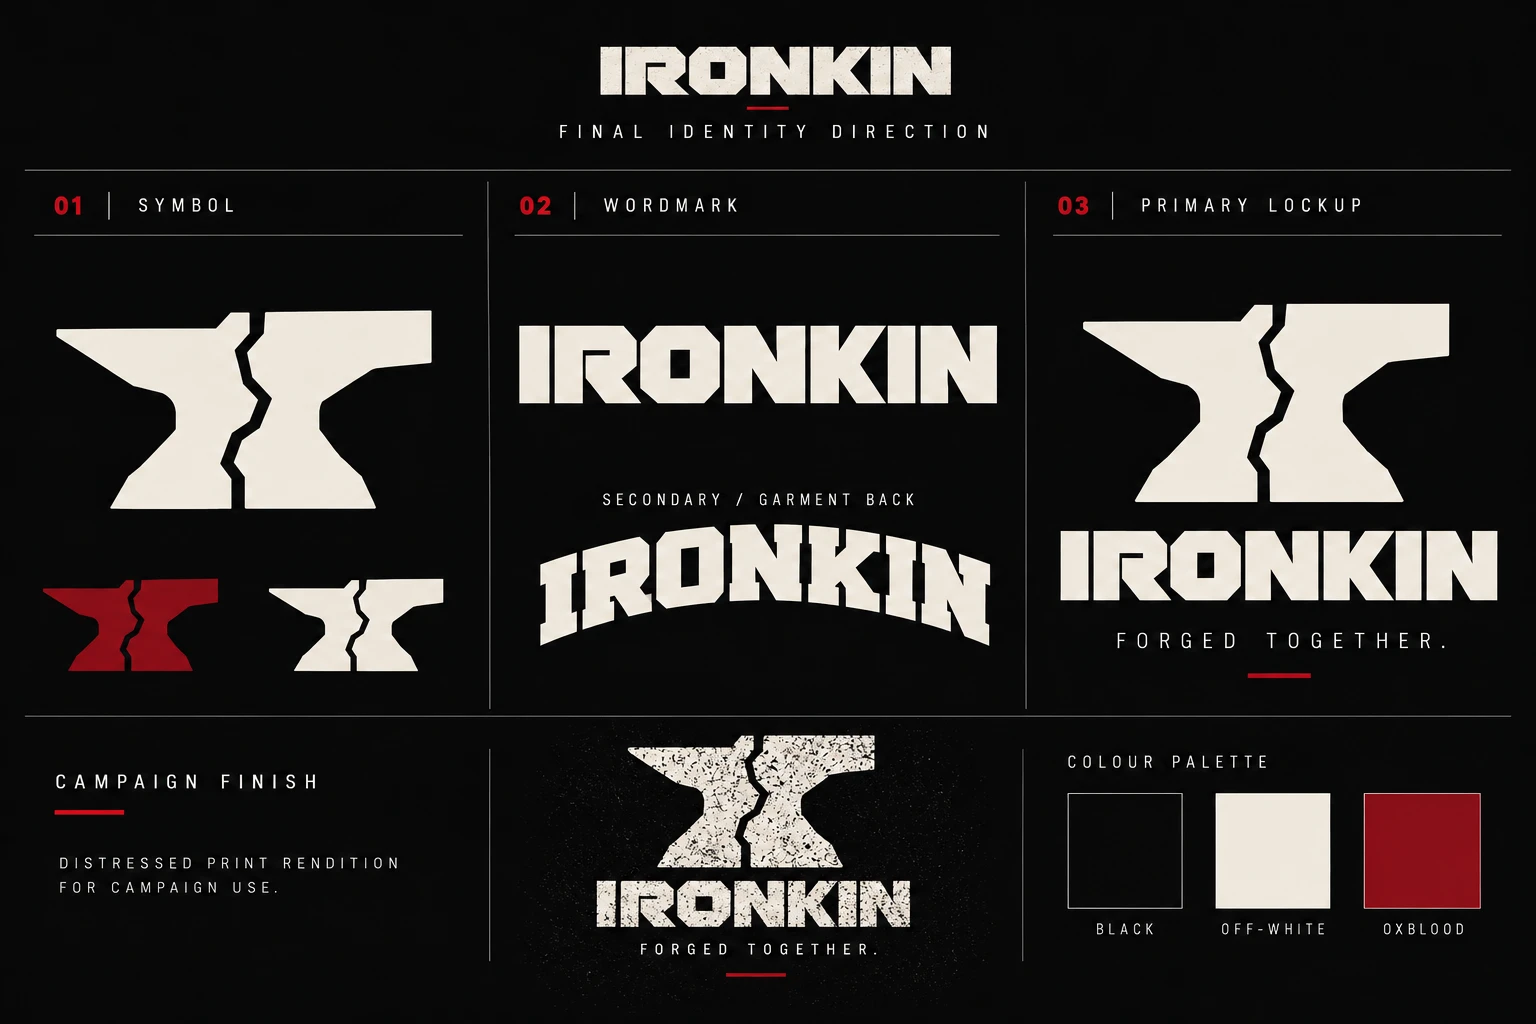 IRONKIN
FINAL IDENTITY DIRECTION
01 | SYMBOL
02 | WORDMARK
IRONKIN
SECONDARY / GARMENT BACK
IRONKIN
03 | PRIMARY LOCKUP
IRONKIN
FORGED TOGETHER.
CAMPAIGN FINISH
DISTRESSED PRINT RENDITION
FOR CAMPAIGN USE.
IRONKIN
FORGED TOGETHER.
COLOUR PALETTE
BLACK
OFF-WHITE
OXBLOOD